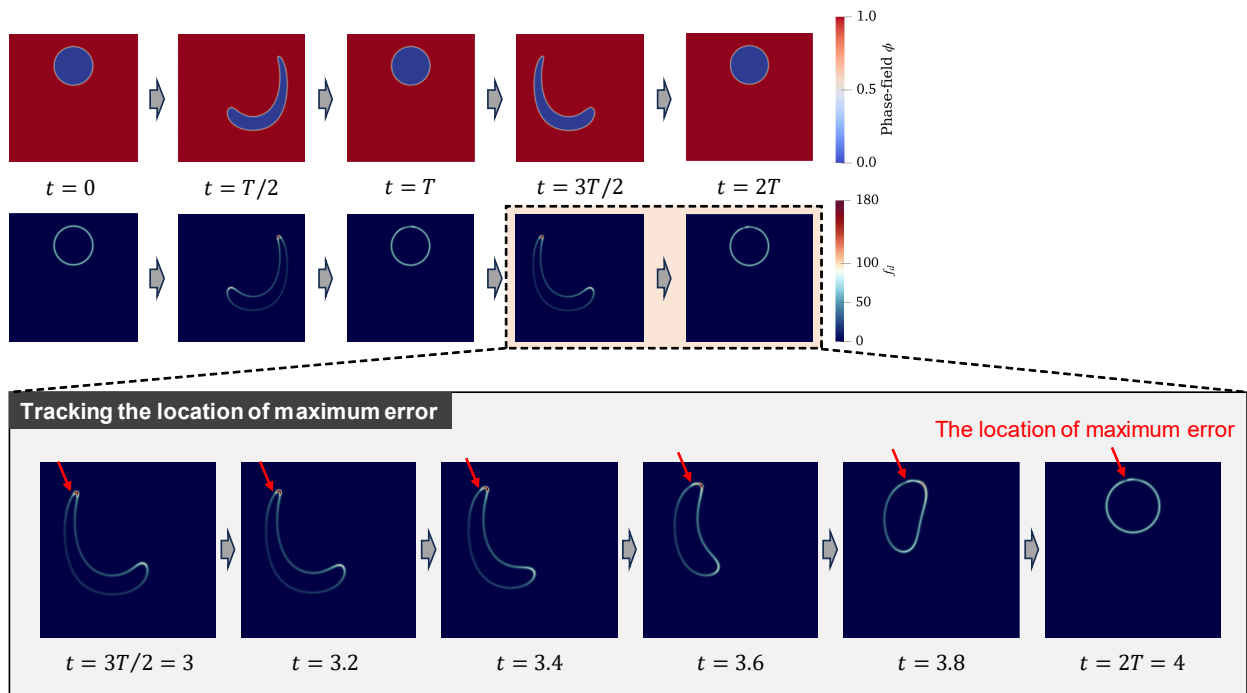 1.0
0.5
0.0
Phase-field ϕ
t = 0
t = T/2
t = T
t = 3T/2
t = 2T
180
100
50
0
f_d
Tracking the location of maximum error
The location of maximum error
t = 3T/2 = 3
t = 3.2
t = 3.4
t = 3.6
t = 3.8
t = 2T = 4